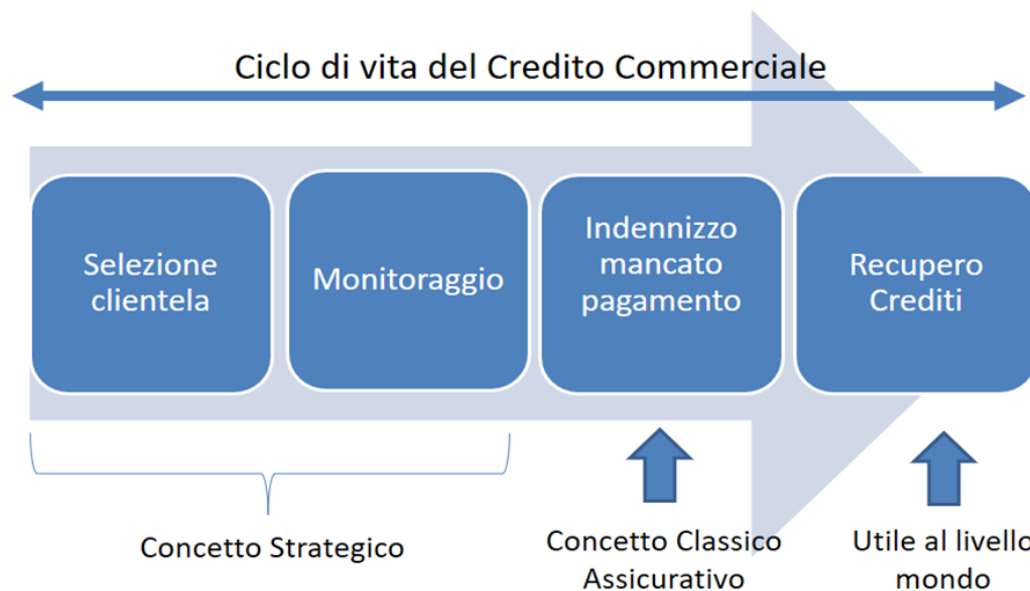 Ciclo di vita del Credito Commerciale
Selezione
clientela
Monitoraggio
Indennizzo
mancato
pagamento
Recupero
Crediti
Concetto Strategico
Concetto Classico
Assicurativo
Utile al livello
mondo